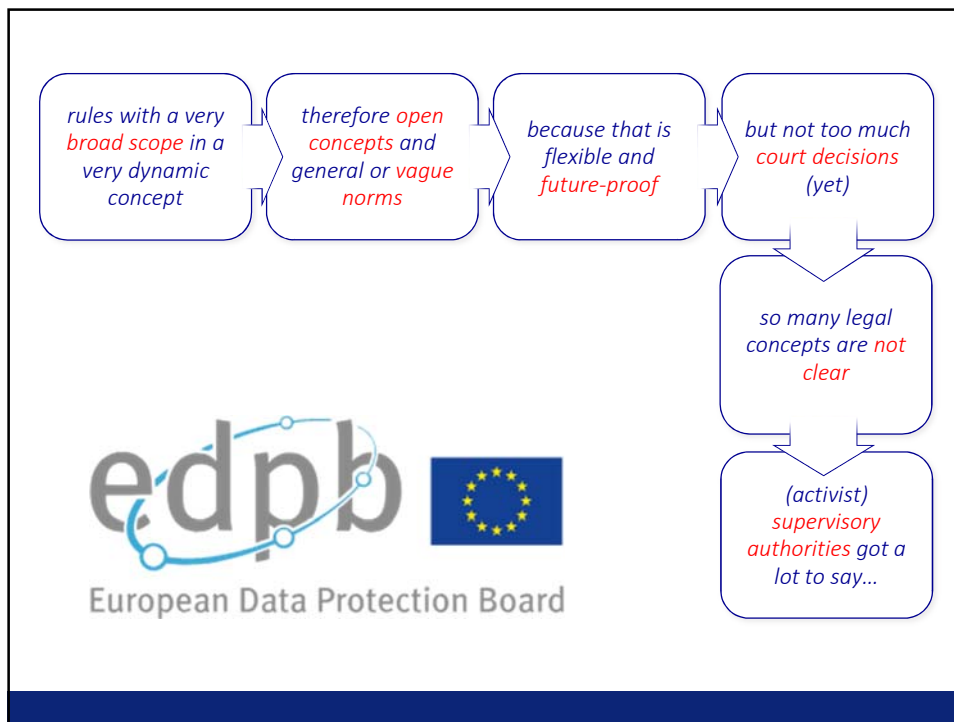 rules with a very
broad scope in a
very dynamic
concept
therefore open
concepts and
general or vague
norms
because that is
flexible and
future-proof
but not too much
court decisions
(yet)
so many legal
concepts are not
clear
(activist)
supervisory
authorities got a
lot to say...
edpb
European Data Protection Board